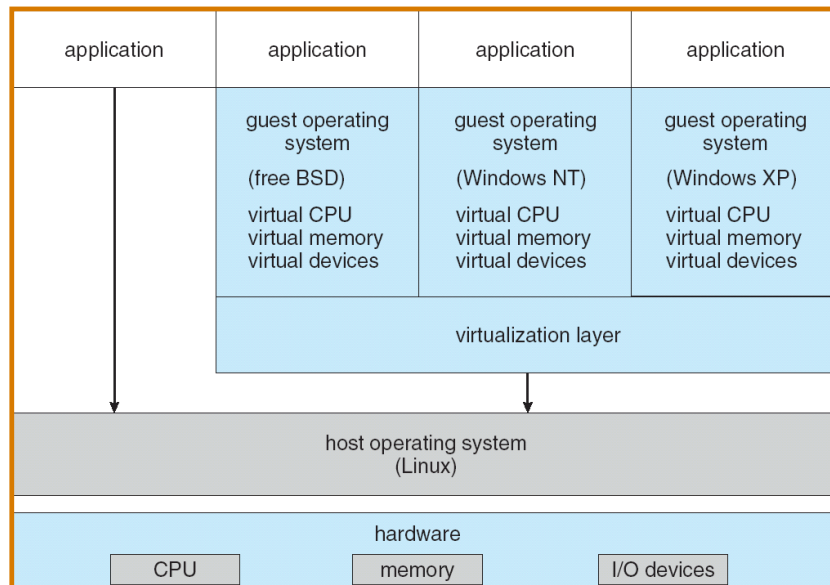 application
application
application
application
guest operating
system
(free BSD)
virtual CPU
virtual memory
virtual devices
guest operating
system
(Windows NT)
virtual CPU
virtual memory
virtual devices
guest operating
system
(Windows XP)
virtual CPU
virtual memory
virtual devices
virtualization layer
host operating system
(Linux)
hardware
CPU
memory
I/O devices